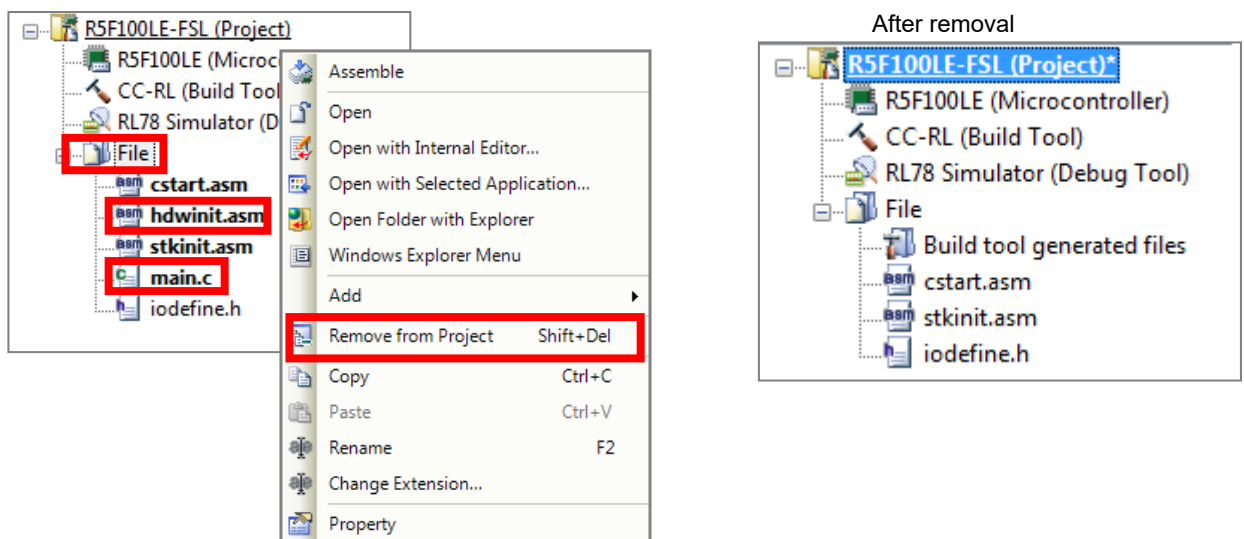 R5F100LE-FSL (Project)
R5F100LE (Microc
CC-RL (Build Tool
RL78 Simulator (D
File
cstart.asm
hdwinit.asm
stkinit.asm
main.c
iodefine.h
Assemble
Open
Open with Internal Editor...
Open with Selected Application...
Open Folder with Explorer
Windows Explorer Menu
Add
Remove from Project Shift+Del
Copy Ctrl+C
Paste Ctrl+V
Rename F2
Change Extension...
Property
After removal
R5F100LE-FSL (Project)*
R5F100LE (Microcontroller)
CC-RL (Build Tool)
RL78 Simulator (Debug Tool)
File
Build tool generated files
cstart.asm
stkinit.asm
iodefine.h